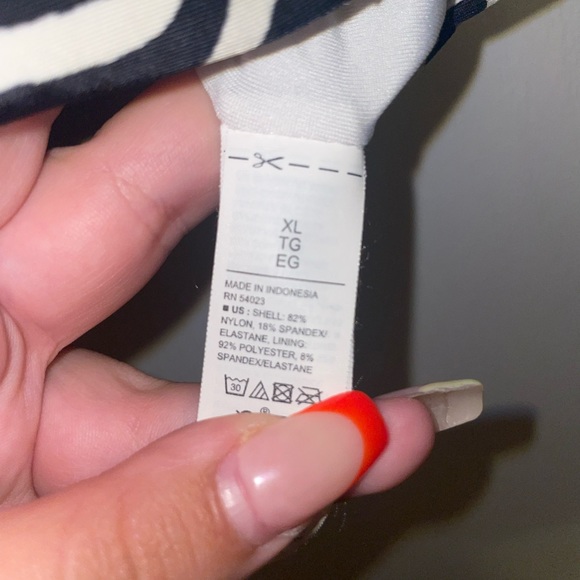 XL
TG
EG
MADE IN INDONESIA
RN 54023
■ US : SHELL: 82%
NYLON, 18% SPANDEX/
ELASTANE, LINING:
92% POLYESTER, 8%
SPANDEX/ELASTANE
30
®